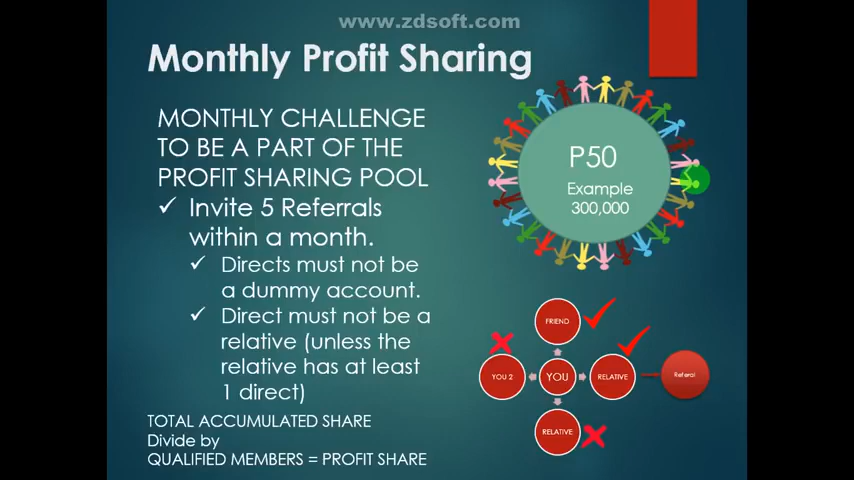 www.zdsoft.com
Monthly Profit Sharing
MONTHLY CHALLENGE
TO BE A PART OF THE
PROFIT SHARING POOL
✓ Invite 5 Referrals
within a month.
✓ Directs must not be
a dummy account.
✓ Direct must not be a
relative (unless the
relative has at least
1 direct)
TOTAL ACCUMULATED SHARE
Divide by
QUALIFIED MEMBERS = PROFIT SHARE
P50
Example
300,000
FRIEND
YOU 2
YOU
RELATIVE
Referal
RELATIVE